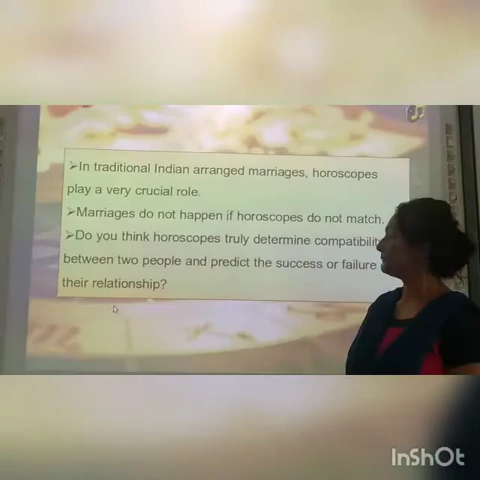 ➢In traditional Indian arranged marriages, horoscopes
play a very crucial role.
➢Marriages do not happen if horoscopes do not match.
➢Do you think horoscopes truly determine
between two people and predict the success or failure
their relationship?
InShOt